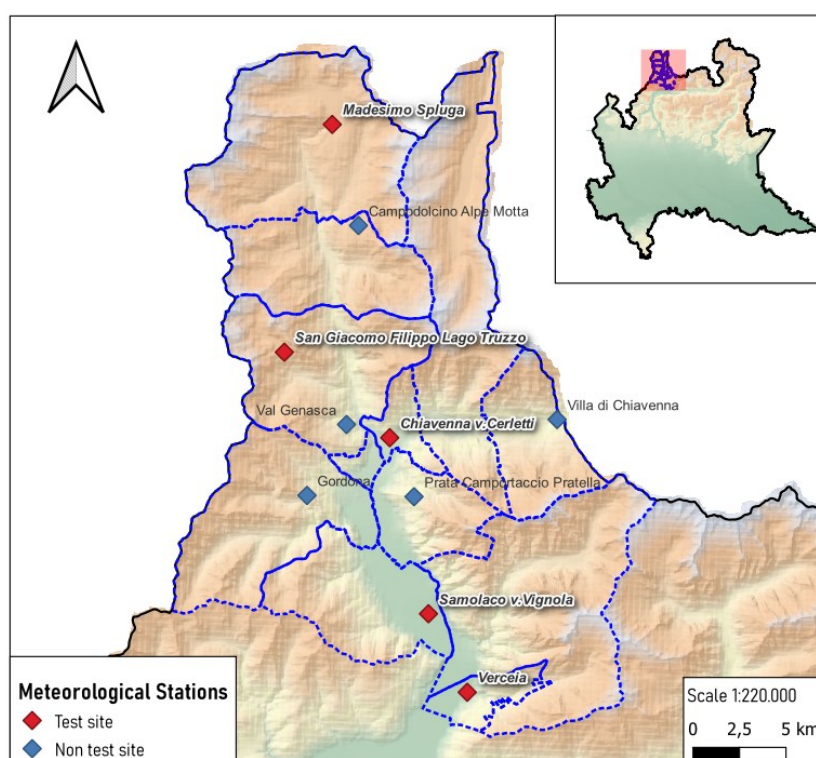 Madesimo Spluga
Campodolcino Alpe Motta
San Giacomo Filippo Lago Truzzo
Val Genasca
Villa di Chiavenna
Chiavenna v.Cerletti
Gordona
Prata Camportaccio Pratella
Samolaco v.Vignola
Verceia
Meteorological Stations
Test site
Non test site
Scale 1:220.000
0 2,5 5 km